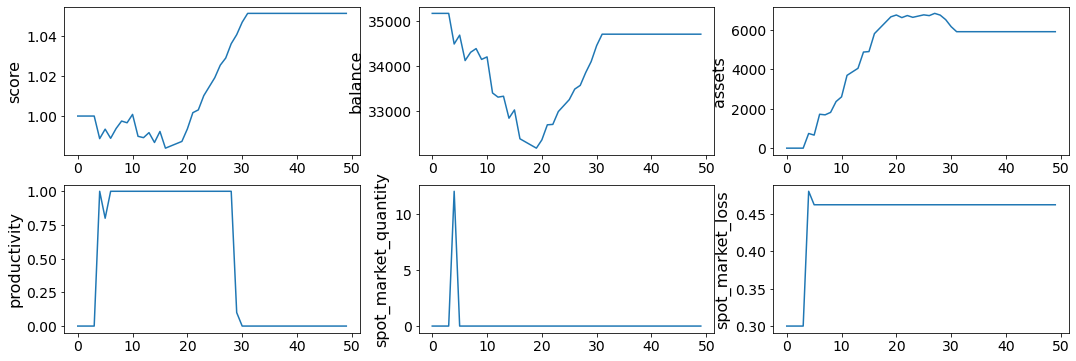 score
1.04
1.02
1.00
0 10 20 30 40 50
balance
35000
34000
33000
0 10 20 30 40 50
assets
6000
4000
2000
0
0 10 20 30 40 50
productivity
1.00
0.75
0.50
0.25
0.00
0 10 20 30 40 50
spot_market_quantity
10
5
0
0 10 20 30 40 50
spot_market_loss
0.45
0.40
0.35
0.30
0 10 20 30 40 50